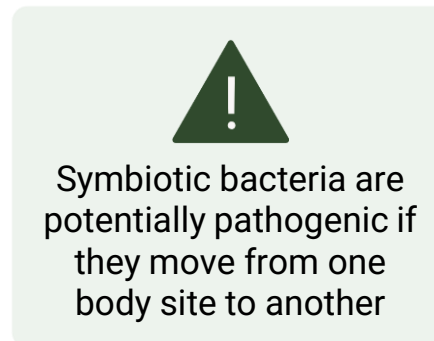 !
Symbiotic bacteria are
potentially pathogenic if
they move from one
body site to another